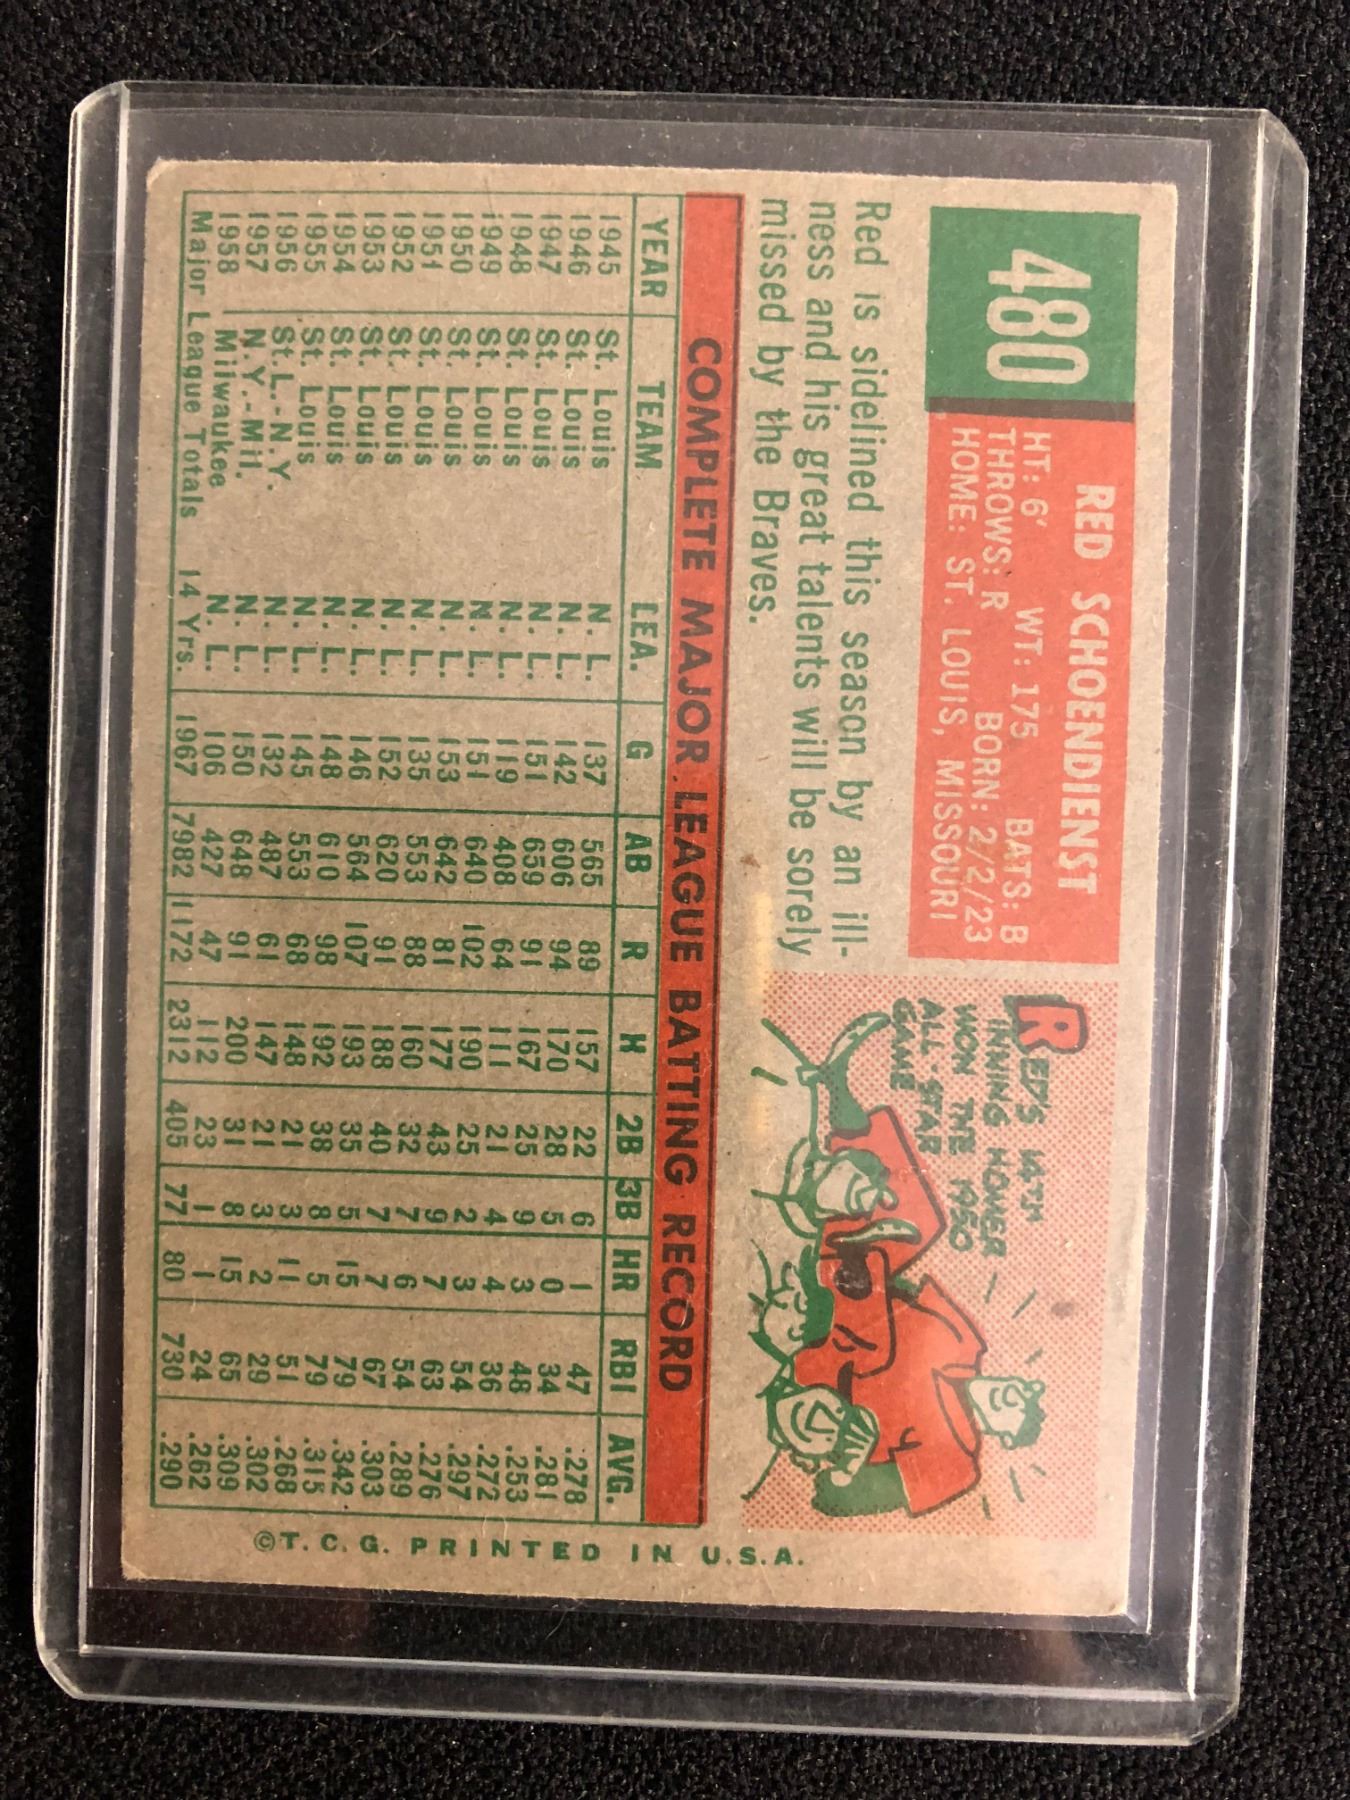 480
RED SCHOENDIENST
HT: 6' WT: 175 BATS: B
THROWS: R BORN: 2/2/23
HOME: ST. LOUIS, MISSOURI
Red is sidelined this season by an ill-
ness and his great talents will be sorely
missed by the Braves.
RED'S 14TH
INNING HOMER
WON THE 1950
ALL-STAR
GAME
COMPLETE MAJOR LEAGUE BATTING RECORD
YEAR TEAM LEA. G AB R H 2B 3B HR RBI AVG.
1945 St. Louis N. L. 137 565 89 157 22 6 1 47 .278
1946 St. Louis N. L. 142 606 94 170 28 5 0 34 .281
1947 St. Louis N. L. 151 659 91 167 25 9 3 48 .253
1948 St. Louis N. L. 119 408 64 111 21 4 4 36 .272
1949 St. Louis N. L. 151 640 102 190 25 2 3 54 .297
1950 St. Louis N. L. 153 642 81 177 43 9 7 63 .276
1951 St. Louis N. L. 135 553 88 160 32 7 6 54 .289
1952 St. Louis N. L. 152 620 91 188 40 7 7 67 .303
1953 St. Louis N. L. 146 564 107 193 35 5 15 79 .342
1954 St. Louis N. L. 148 610 98 192 38 8 5 79 .315
1955 St. Louis N. L. 145 553 68 148 21 3 11 51 .268
1956 St. L.-N. Y. N. L. 132 487 61 147 21 3 2 29 .302
1957 N. Y.-Mil. N. L. 150 648 91 200 31 8 15 65 .309
1958 Milwaukee N. L. 106 427 47 112 23 1 1 24 .262
Major League Totals 14 Yrs. 1967 7982 1172 2312 405 77 80 730 .290
©T. C. G. PRINTED IN U.S.A.